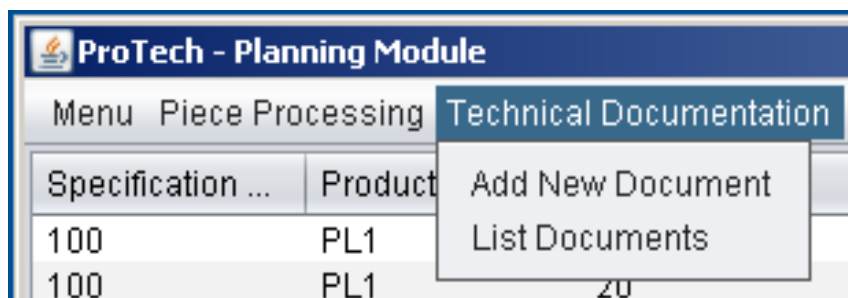 ProTech - Planning Module
Menu Piece Processing Technical Documentation
Specification ... Product
Add New Document
100 PL1
List Documents
100 PL1 20